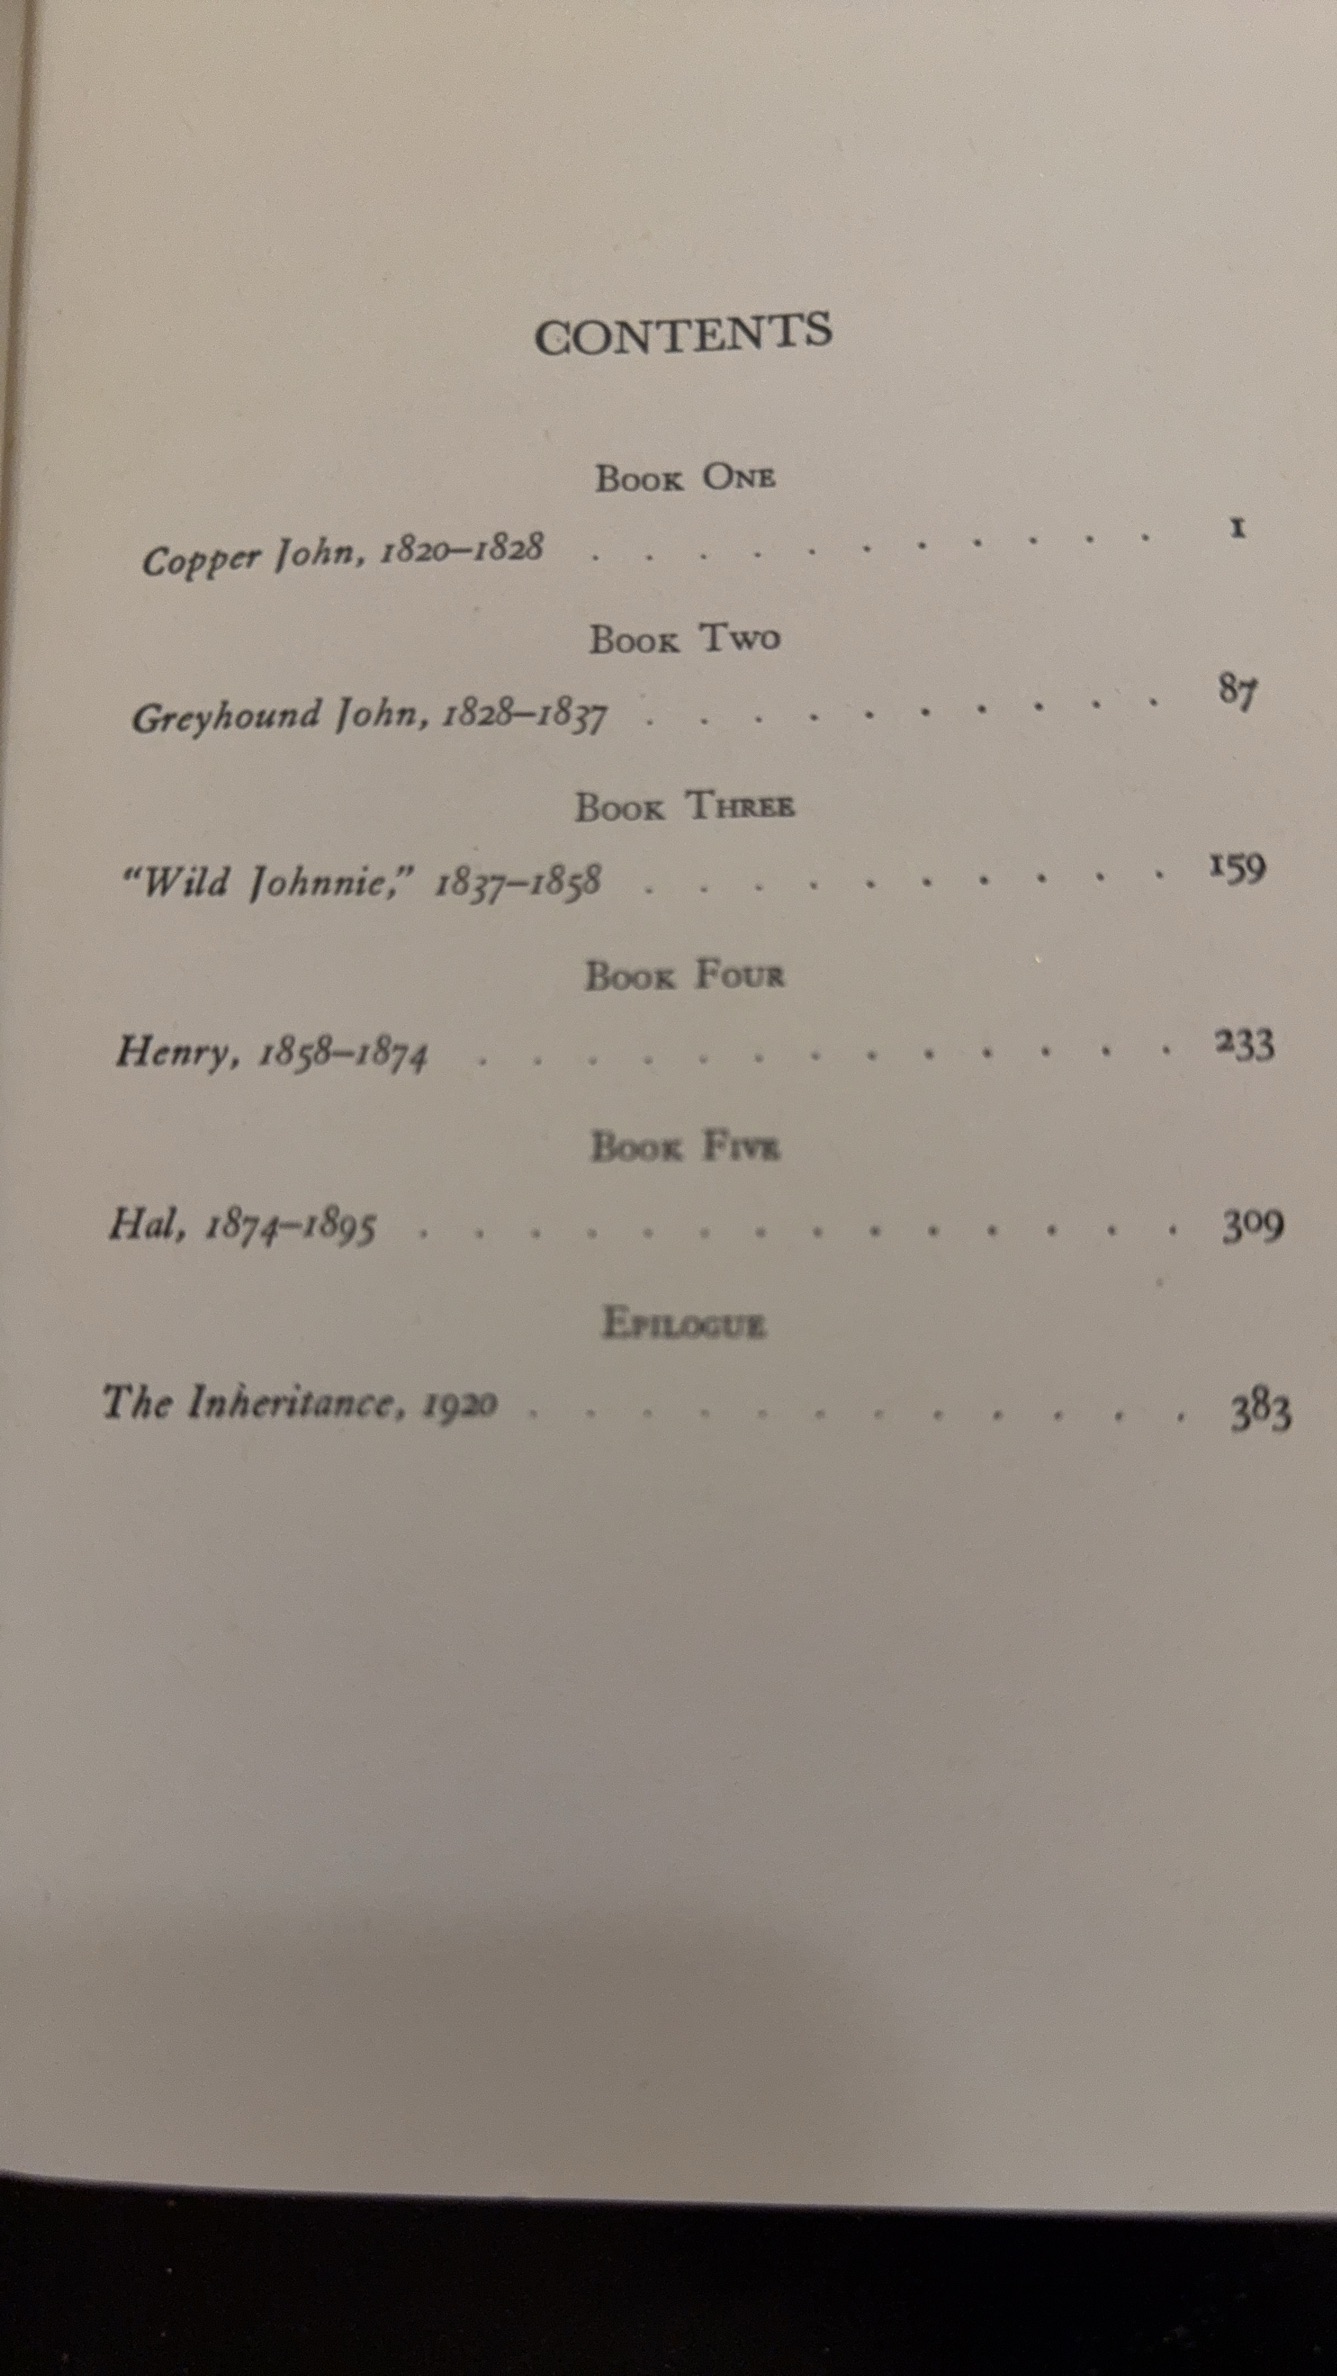 CONTENTS
Book One
Copper John, 1820–1828 . . . . . . . . . . . 1
Book Two
Greyhound John, 1828–1837 . . . . . . . . . . 87
Book Three
“Wild Johnnie,” 1837–1858 . . . . . . . . . . 159
Book Four
Henry, 1858–1874 . . . . . . . . . . . . . 233
Book Five
Hal, 1874–1895 . . . . . . . . . . . . . . 309
Epilogue
The Inheritance, 1920 . . . . . . . . . . . . 383